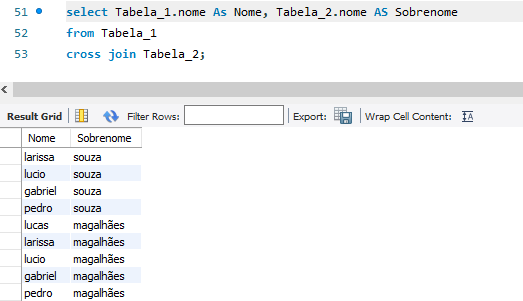 51 select Tabela_1.nome As Nome, Tabela_2.nome AS Sobrenome
52 from Tabela_1
53 cross join Tabela_2;
Result Grid Filter Rows: Export: Wrap Cell Content: IA
Nome Sobrenome
larissa souza
lucio souza
gabriel souza
pedro souza
lucas magalhães
larissa magalhães
lucio magalhães
gabriel magalhães
pedro magalhães